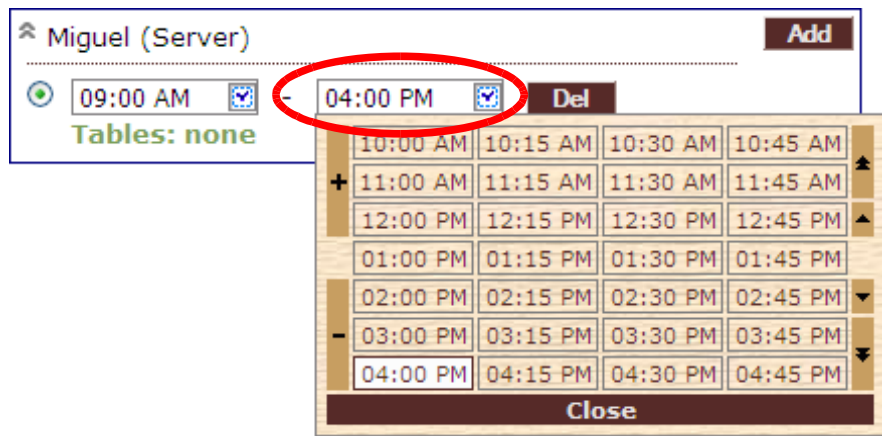 Miguel (Server) Add
09:00 AM - 04:00 PM Del
Tables: none
10:00 AM 10:15 AM 10:30 AM 10:45 AM
+ 11:00 AM 11:15 AM 11:30 AM 11:45 AM
12:00 PM 12:15 PM 12:30 PM 12:45 PM
01:00 PM 01:15 PM 01:30 PM 01:45 PM
02:00 PM 02:15 PM 02:30 PM 02:45 PM
- 03:00 PM 03:15 PM 03:30 PM 03:45 PM
04:00 PM 04:15 PM 04:30 PM 04:45 PM
Close